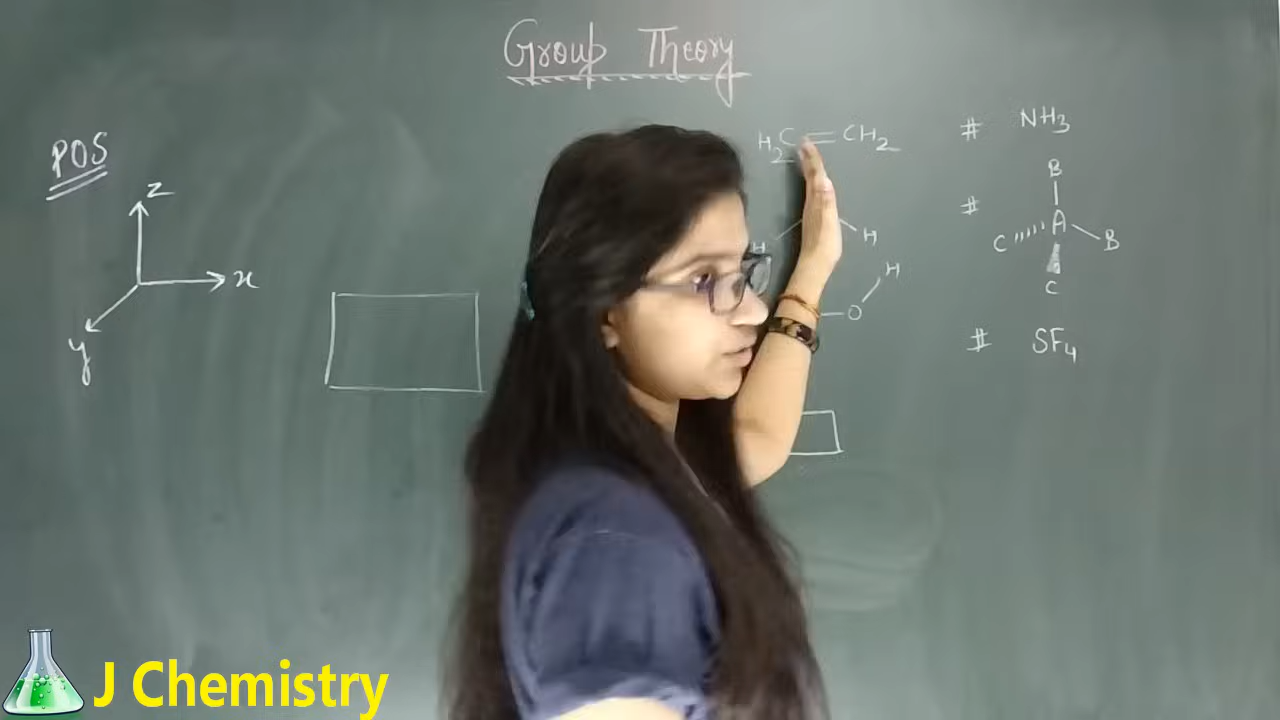 Group Theory
POS
z
x
y
H2C=CH2
H
H
O
H
# NH3
#
B
A
C
B
C
# SF4
J Chemistry